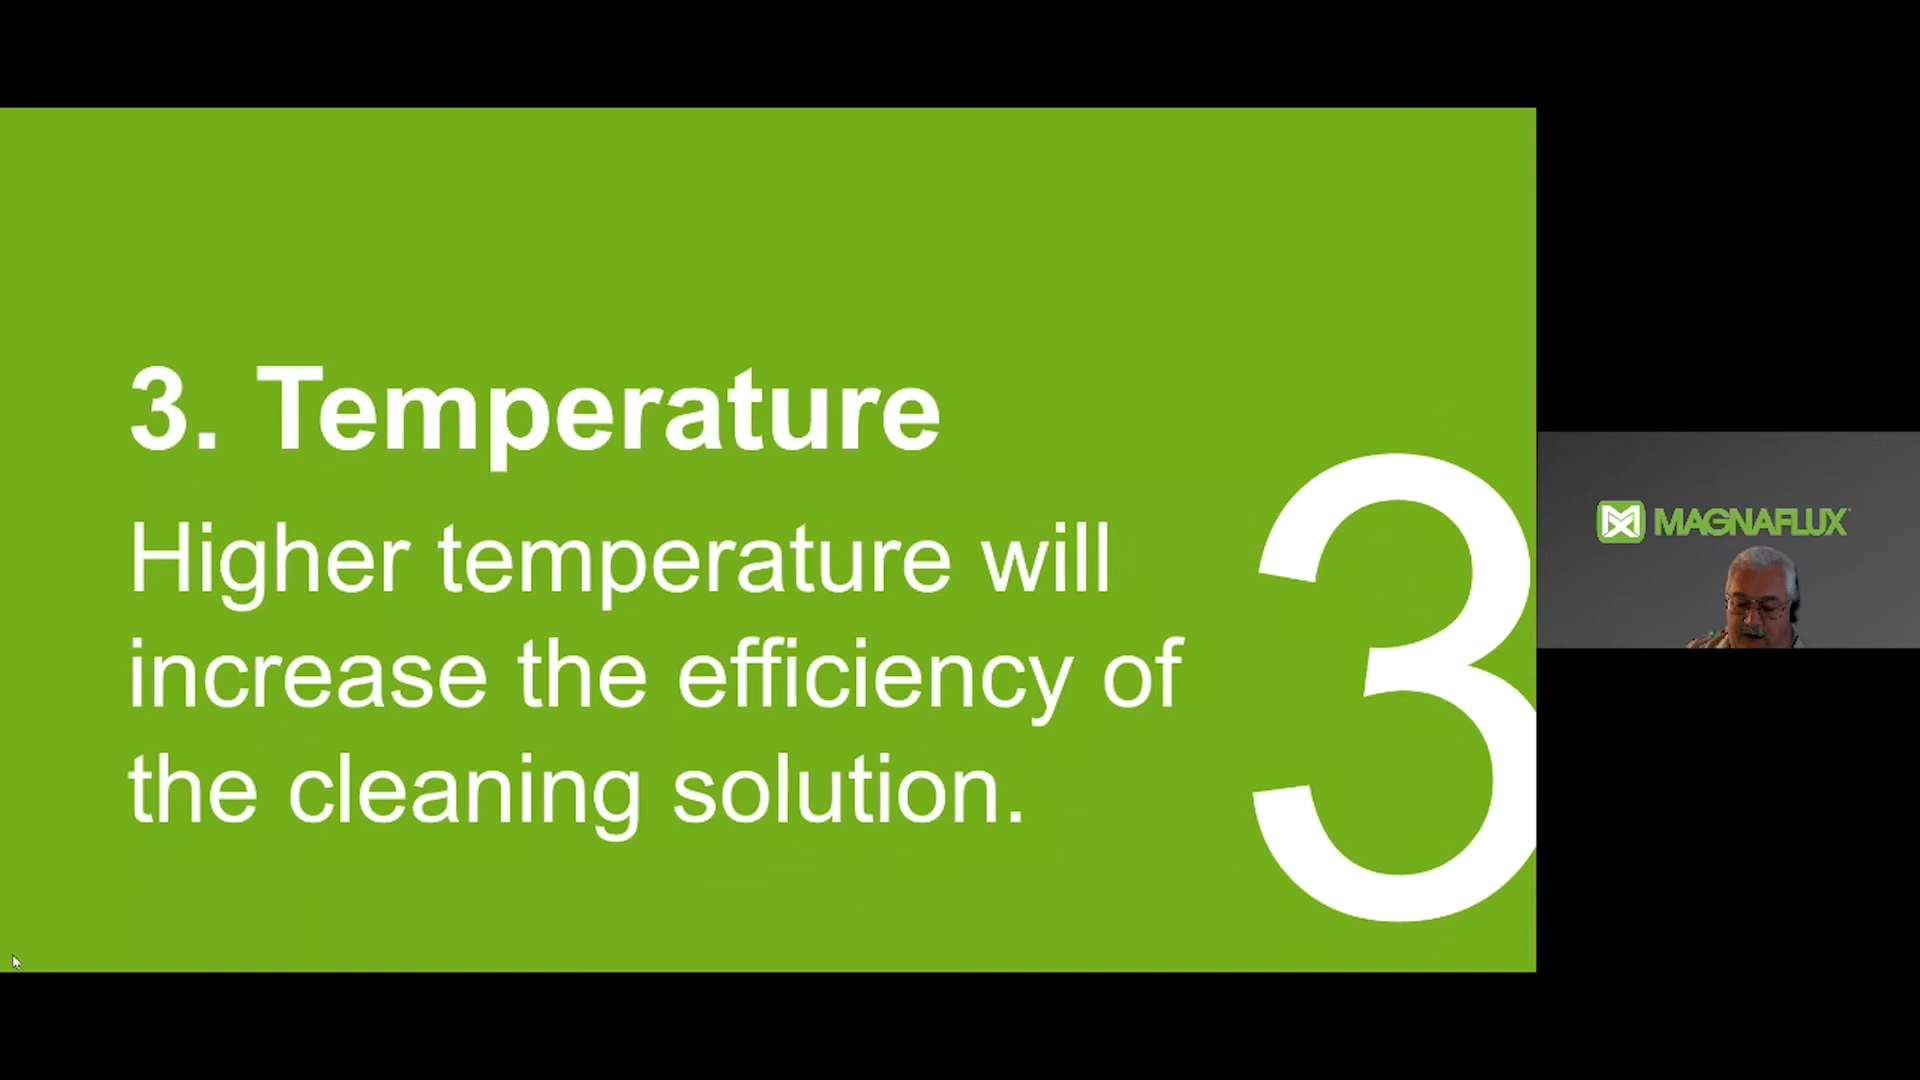 3. Temperature
Higher temperature will
increase the efficiency of
the cleaning solution.
3
MAGNAFLUX